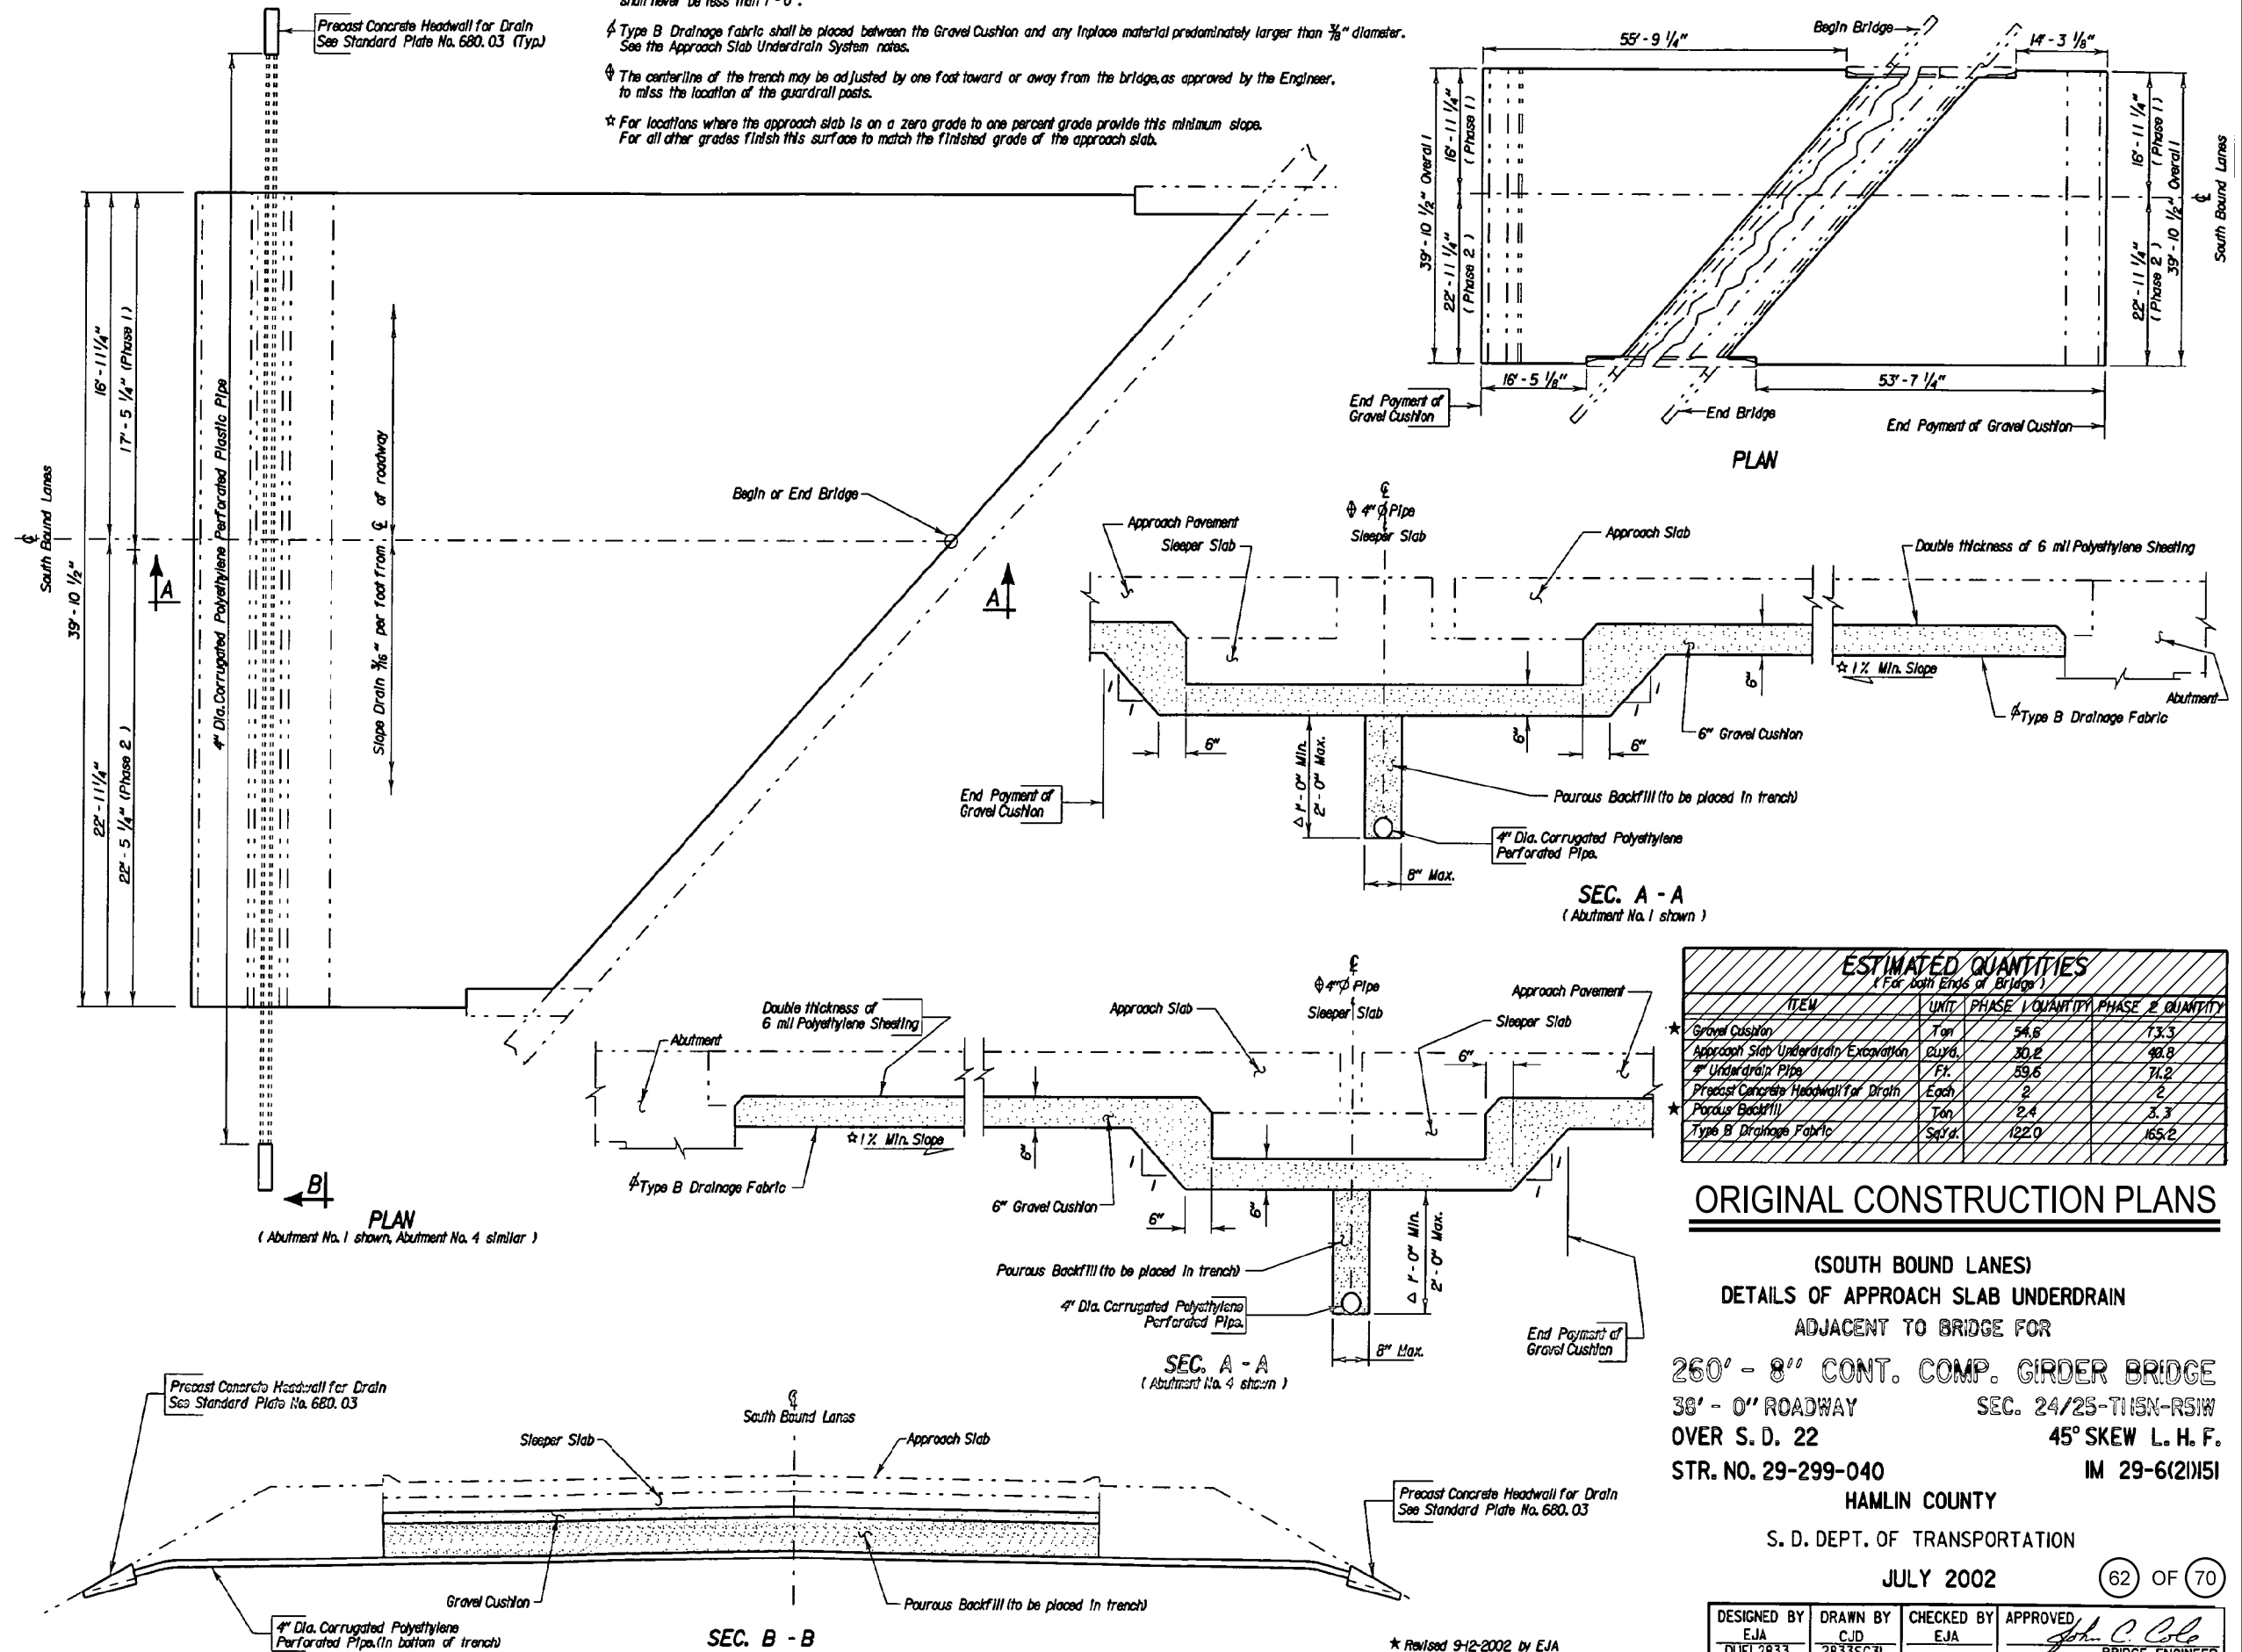 shall never be less than 1'-0".
Type B Drainage fabric shall be placed between the Gravel Cushion and any inplace material predominately larger than 3/8" diameter.
See the Approach Slab Underdrain System notes.
The centerline of the trench may be adjusted by one foot toward or away from the bridge, as approved by the Engineer,
to miss the location of the guardrail posts.
☆ For locations where the approach slab is on a zero grade to one percent grade provide this minimum slope.
For all other grades finish this surface to match the finished grade of the approach slab.
Precast Concrete Headwall for Drain
See Standard Plate No. 680.03 (Typ.)
South Bound Lanes
39'-10 1/2"
16'-11 1/4"
17'-5 1/4" (Phase 1)
22'-11 1/4"
22'-5 1/4" (Phase 2)
4" Dia. Corrugated Polyethylene Perforated Plastic Pipe
Slope Drain 3/16" per foot from ℄ of roadway
Begin or End Bridge
A
A
B
PLAN
(Abutment No. 1 shown, Abutment No. 4 similar)
55'-9 1/4"
Begin Bridge
14'-3 1/8"
39'-10 1/2" Overall
16'-11 1/4"
(Phase 1)
22'-11 1/4"
(Phase 2)
16'-11 1/4"
(Phase 1)
22'-11 1/4"
(Phase 2)
39'-10 1/2" Overall
℄
South Bound Lanes
16'-5 1/8"
53'-7 1/4"
End Payment of
Gravel Cushion
End Bridge
End Payment of Gravel Cushion
PLAN
℄
4" Ø Pipe
Sleeper Slab
Approach Pavement
Sleeper Slab
Approach Slab
Double thickness of 6 mil Polyethylene Sheeting
☆ 1% Min. Slope
6"
Abutment
Type B Drainage Fabric
6" Gravel Cushion
1
1
1
1
6"
6"
6"
End Payment of
Gravel Cushion
△ 1'-0" Min.
2'-0" Max.
Pourous Backfill (to be placed in trench)
4" Dia. Corrugated Polyethylene
Perforated Pipe.
8" Max.
SEC. A - A
(Abutment No. 1 shown)
℄
4" Ø Pipe
Sleeper Slab
Double thickness of
6 mil Polyethylene Sheeting
Abutment
Approach Slab
Approach Pavement
Sleeper Slab
6"
☆ 1% Min. Slope
6"
Type B Drainage Fabric
6" Gravel Cushion
1
1
1
1
6"
6"
△ 1'-0" Min.
2'-0" Max.
Pourous Backfill (to be placed in trench)
4" Dia. Corrugated Polyethylene
Perforated Pipe.
8" Max.
End Payment of
Gravel Cushion
SEC. A - A
(Abutment No. 4 shown)
ESTIMATED QUANTITIES
(For both Ends of Bridge)
ITEM UNIT PHASE 1 QUANTITY PHASE 2 QUANTITY
★ Gravel Cushion Ton 54.6 73.3
Approach Slab Underdrain Excavation Cu.Yd. 30.2 40.8
4" Underdrain Pipe Ft. 59.6 71.2
Precast Concrete Headwall for Drain Each 2 2
★ Porous Backfill Ton 2.4 3.3
Type B Drainage Fabric Sq.Yd. 122.0 165.2
ORIGINAL CONSTRUCTION PLANS
(SOUTH BOUND LANES)
DETAILS OF APPROACH SLAB UNDERDRAIN
ADJACENT TO BRIDGE FOR
260' - 8" CONT. COMP. GIRDER BRIDGE
38' - 0" ROADWAY SEC. 24/25-T115N-R51W
OVER S. D. 22 45° SKEW L. H. F.
STR. NO. 29-299-040 IM 29-6(21)151
HAMLIN COUNTY
S. D. DEPT. OF TRANSPORTATION
JULY 2002 62 OF 70
DESIGNED BY DRAWN BY CHECKED BY APPROVED
EJA CJD EJA John C. Cole
BRIDGE ENGINEER
Precast Concrete Headwall for Drain
See Standard Plate No. 680.03
℄
South Bound Lanes
Sleeper Slab
Approach Slab
Precast Concrete Headwall for Drain
See Standard Plate No. 680.03
Gravel Cushion
Pourous Backfill (to be placed in trench)
4" Dia. Corrugated Polyethylene
Perforated Pipe. (In bottom of trench)
SEC. B - B
★ Revised 9-12-2002 by EJA